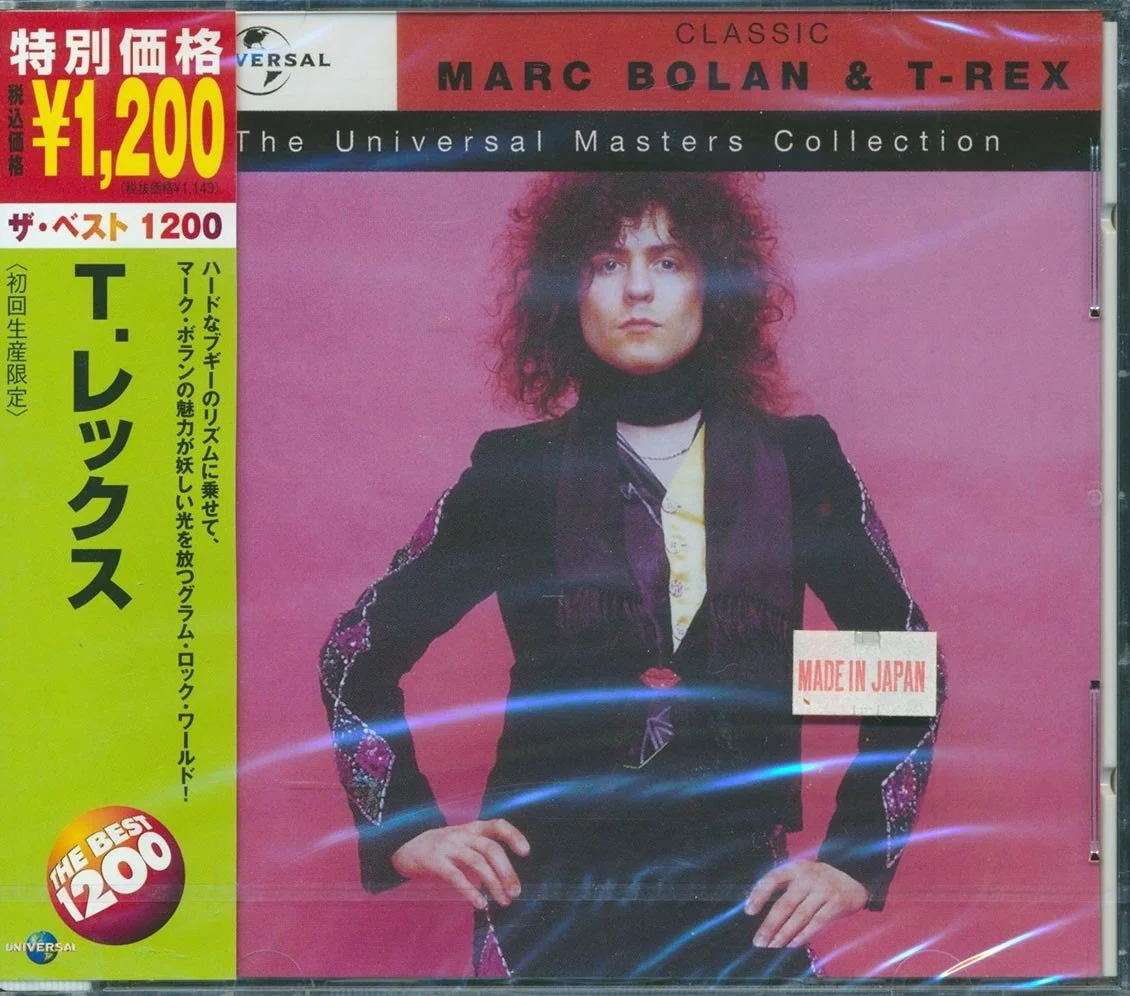 特別価格
税込価格
¥1,200
(税抜価格¥1,143)
ザ・ベスト 1200
ハードなブギーのリズムに乗せて、
マーク・ボランの魅力が妖しい光を放つグラム・ロック・ワールド!
T.レックス
〈初回生産限定〉
THE BEST
1200
UNIVERSAL
VERSAL
CLASSIC
MARC BOLAN & T-REX
The Universal Masters Collection
MADE IN JAPAN